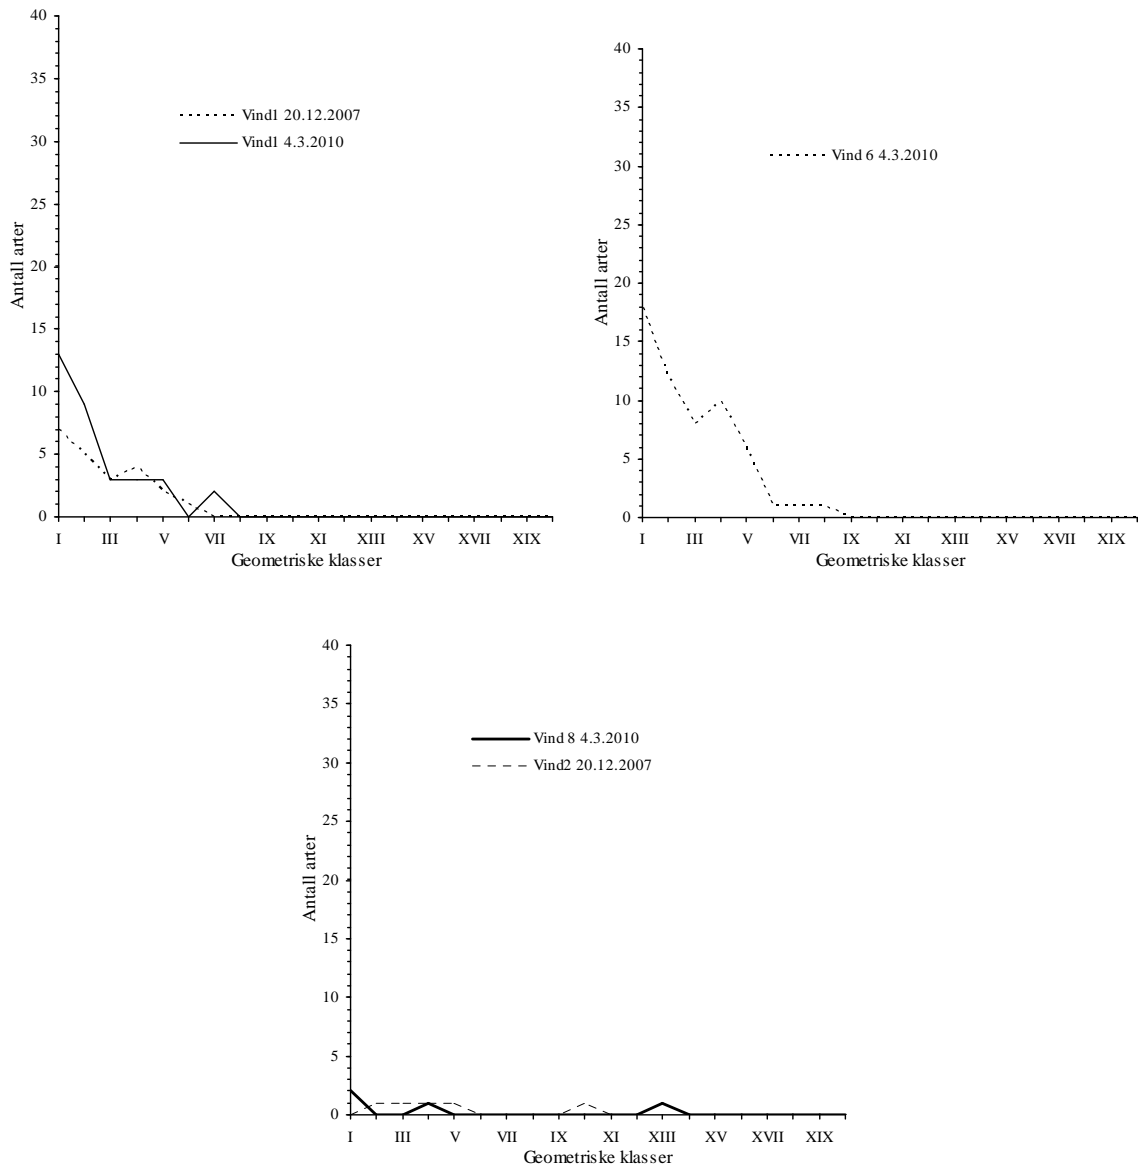 40
35
30
25
20
15
10
5
0
Antall arter
Vind1 20.12.2007
Vind1 4.3.2010
I III V VII IX XI XIII XV XVII XIX
Geometriske klasser
40
35
30
25
20
15
10
5
0
Antall arter
Vind 6 4.3.2010
I III V VII IX XI XIII XV XVII XIX
Geometriske klasser
40
35
30
25
20
15
10
5
0
Antall arter
Vind 8 4.3.2010
Vind2 20.12.2007
I III V VII IX XI XIII XV XVII XIX
Geometriske klasser